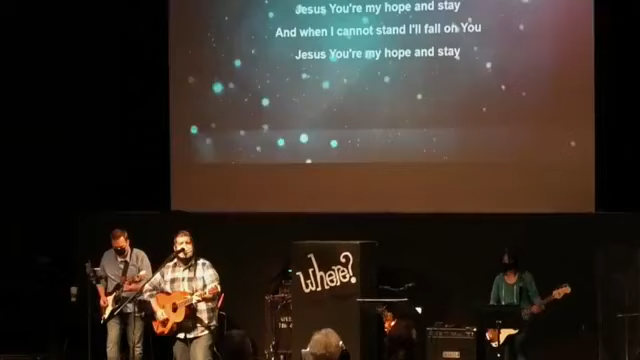 Jesus You're my hope and stay
And when I cannot stand I'll fall on You
Jesus You're my hope and stay
where?